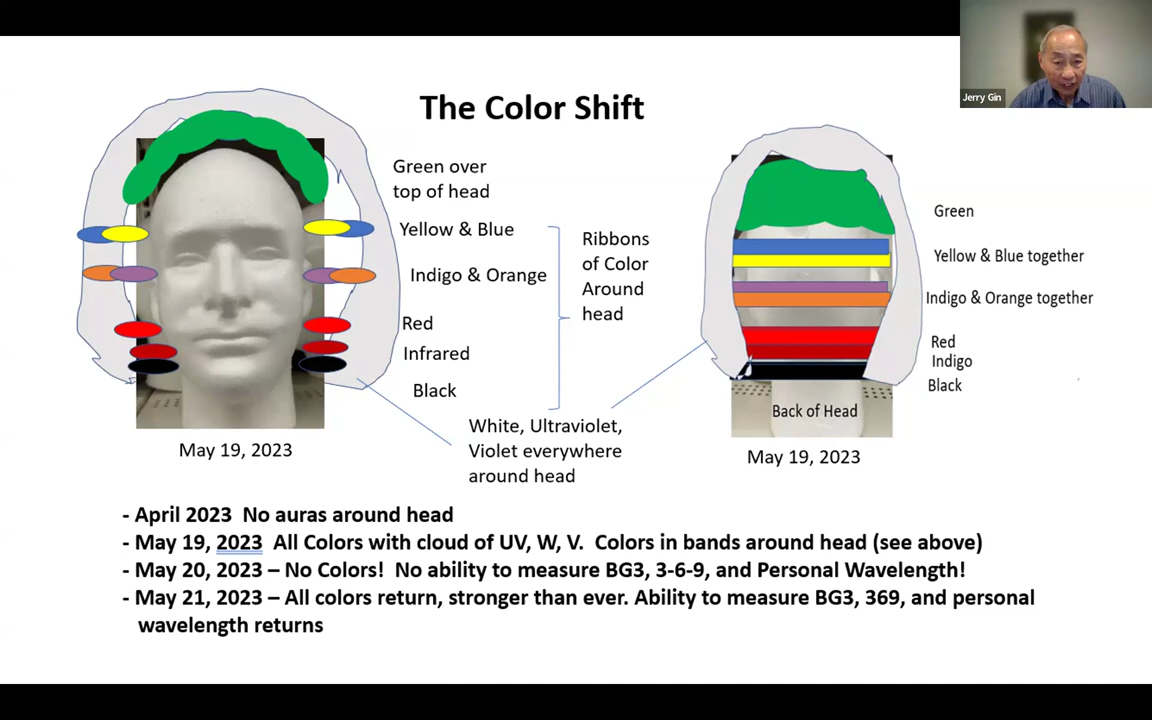 Jerry Gin
The Color Shift
Green over
top of head
Yellow & Blue
Indigo & Orange
Red
Infrared
Black
Ribbons
of Color
Around
head
White, Ultraviolet,
Violet everywhere
around head
May 19, 2023
Green
Yellow & Blue together
Indigo & Orange together
Red
Indigo
Black
Back of Head
May 19, 2023
- April 2023  No auras around head
- May 19, 2023  All Colors with cloud of UV, W, V.  Colors in bands around head (see above)
- May 20, 2023 – No Colors!  No ability to measure BG3, 3-6-9, and Personal Wavelength!
- May 21, 2023 – All colors return, stronger than ever. Ability to measure BG3, 369, and personal
wavelength returns